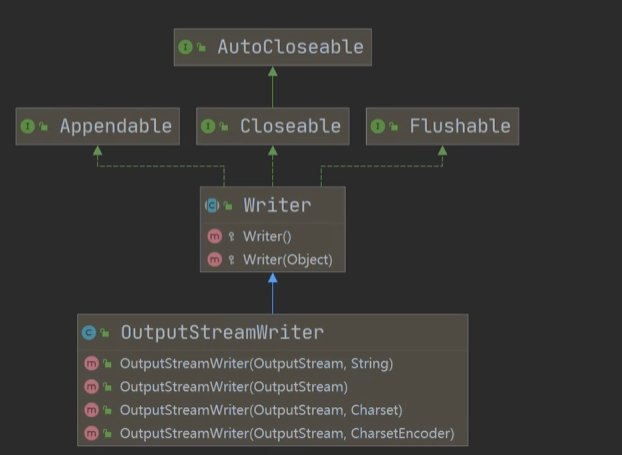 AutoCloseable
Appendable
Closeable
Flushable
Writer
Writer()
Writer(Object)
OutputStreamWriter
OutputStreamWriter(OutputStream, String)
OutputStreamWriter(OutputStream)
OutputStreamWriter(OutputStream, Charset)
OutputStreamWriter(OutputStream, CharsetEncoder)